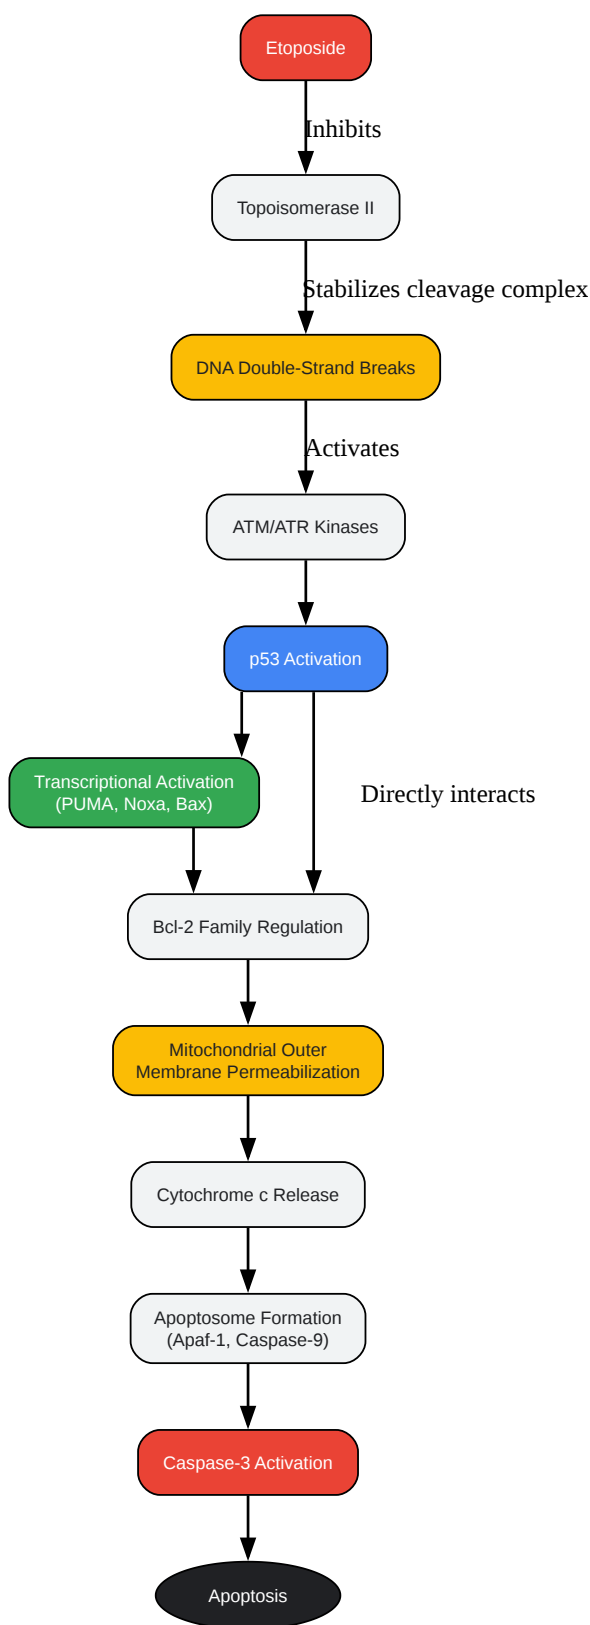 Etoposide
Inhibits
Topoisomerase II
Stabilizes cleavage complex
DNA Double-Strand Breaks
Activates
ATM/ATR Kinases
p53 Activation
Transcriptional Activation
(PUMA, Noxa, Bax)
Directly interacts
Bcl-2 Family Regulation
Mitochondrial Outer
Membrane Permeabilization
Cytochrome c Release
Apoptosome Formation
(Apaf-1, Caspase-9)
Caspase-3 Activation
Apoptosis